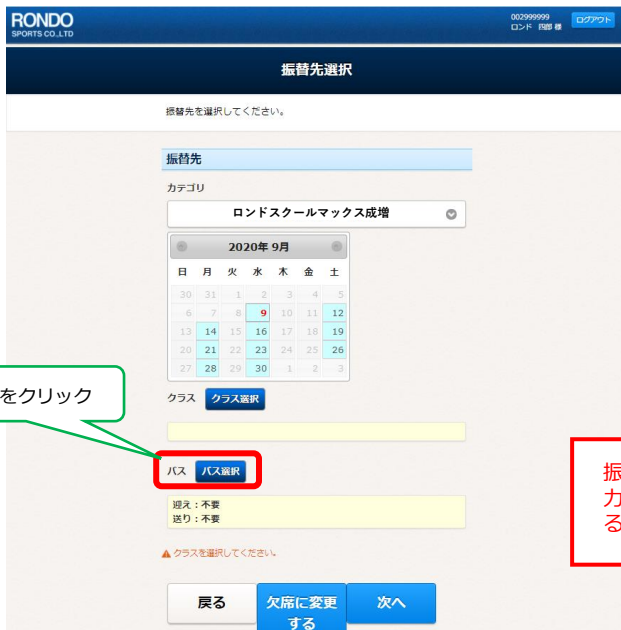 RONDO
SPORTS CO.,LTD
002999999
ロンド 四郎 様
ログアウト
振替先選択
振替先を選択してください。
振替先
カテゴリ
ロンドスクールマックス成増
2020年 9月
日 月 火 水 木 金 土
30 31 1 2 3 4 5
6 7 8 9 10 11 12
13 14 15 16 17 18 19
20 21 22 23 24 25 26
27 28 29 30 1 2 3
をクリック
クラス クラス選択
バス バス選択
迎え：不要
送り：不要
クラスを選択してください。
振
カ
る
戻る
欠席に変更
する
次へ